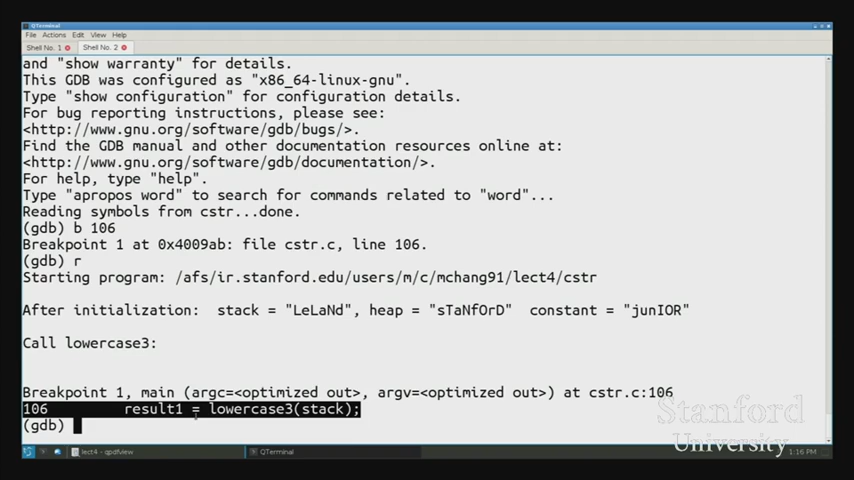 QTerminal
File Actions Edit View Help
Shell No. 1 Shell No. 2
and "show warranty" for details.
This GDB was configured as "x86_64-linux-gnu".
Type "show configuration" for configuration details.
For bug reporting instructions, please see:
<http://www.gnu.org/software/gdb/bugs/>.
Find the GDB manual and other documentation resources online at:
<http://www.gnu.org/software/gdb/documentation/>.
For help, type "help".
Type "apropos word" to search for commands related to "word"...
Reading symbols from cstr...done.
(gdb) b 106
Breakpoint 1 at 0x4009ab: file cstr.c, line 106.
(gdb) r
Starting program: /afs/ir.stanford.edu/users/m/c/mchang91/lect4/cstr
After initialization: stack = "LeLaNd", heap = "sTaNfOrD" constant = "junIOR"
Call lowercase3:
Breakpoint 1, main (argc=<optimized out>, argv=<optimized out>) at cstr.c:106
106 result1 = lowercase3(stack);
(gdb)
Stanford
University
lect4 - qpdfview QTerminal 1:16 PM